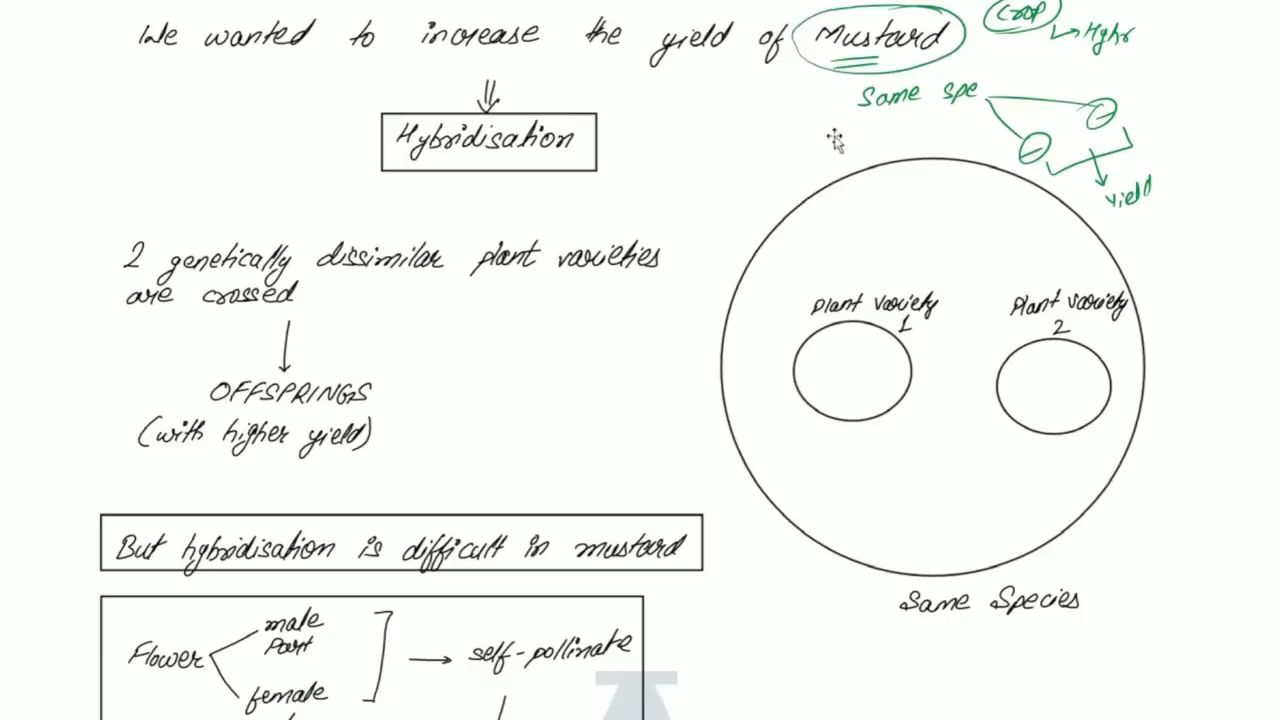 We wanted to increase the yield of Mustard
Crop
Same spe
yield
Hybridisation
2 genetically dissimilar plant varieties
are crossed
OFFSPRINGS
(with higher yield)
Plant variety
1
Plant variety
2
Same Species
But hybridisation is difficult in mustard
Flower
male
Part
female
self-pollinate